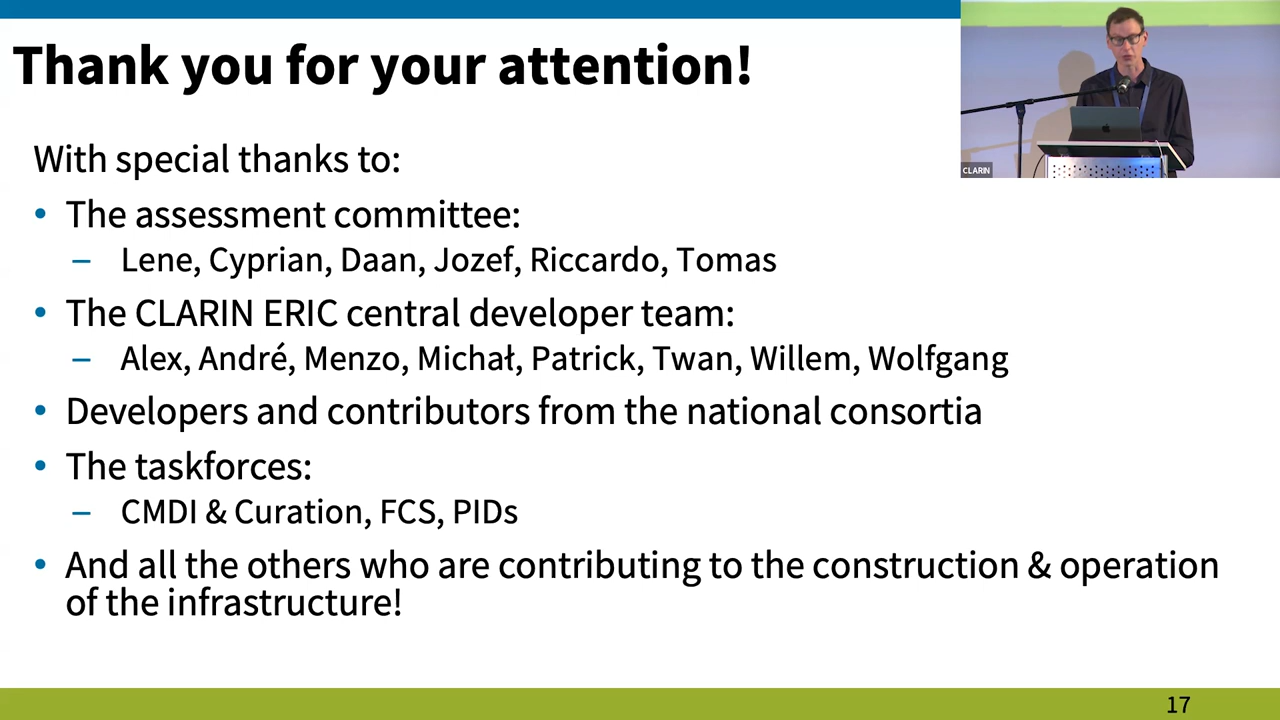 Thank you for your attention!
CLARIN
With special thanks to:
• The assessment committee:
– Lene, Cyprian, Daan, Jozef, Riccardo, Tomas
• The CLARIN ERIC central developer team:
– Alex, André, Menzo, Michał, Patrick, Twan, Willem, Wolfgang
• Developers and contributors from the national consortia
• The taskforces:
– CMDI & Curation, FCS, PIDs
• And all the others who are contributing to the construction & operation
of the infrastructure!
17